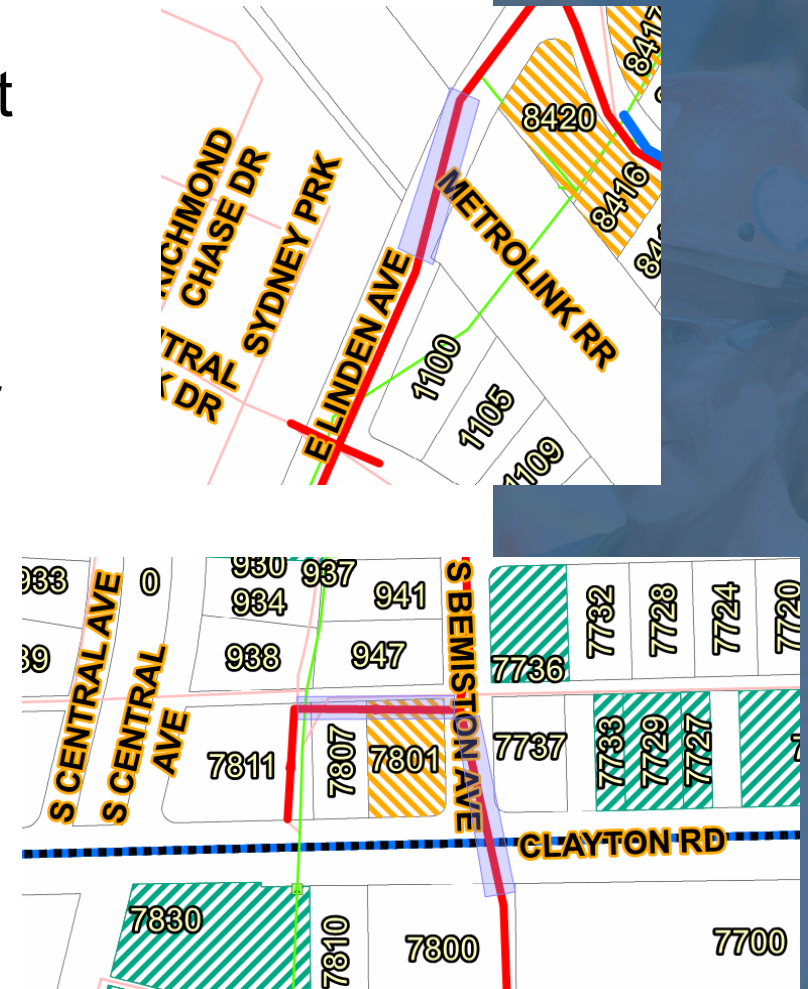 t
8417
8420
RICHMOND
CHASE DR
SYDNEY PRK
METROLINK RR
8416
E LINDEN AVE
1100
1105
1109
933
S CENTRAL AVE
0
S CENTRAL
AVE
930
937
934
941
938
947
S BEMISTON AVE
7736
7732
7728
7724
7720
7811
7807
7801
7737
7733
7729
7727
CLAYTON RD
7830
7810
7800
7700